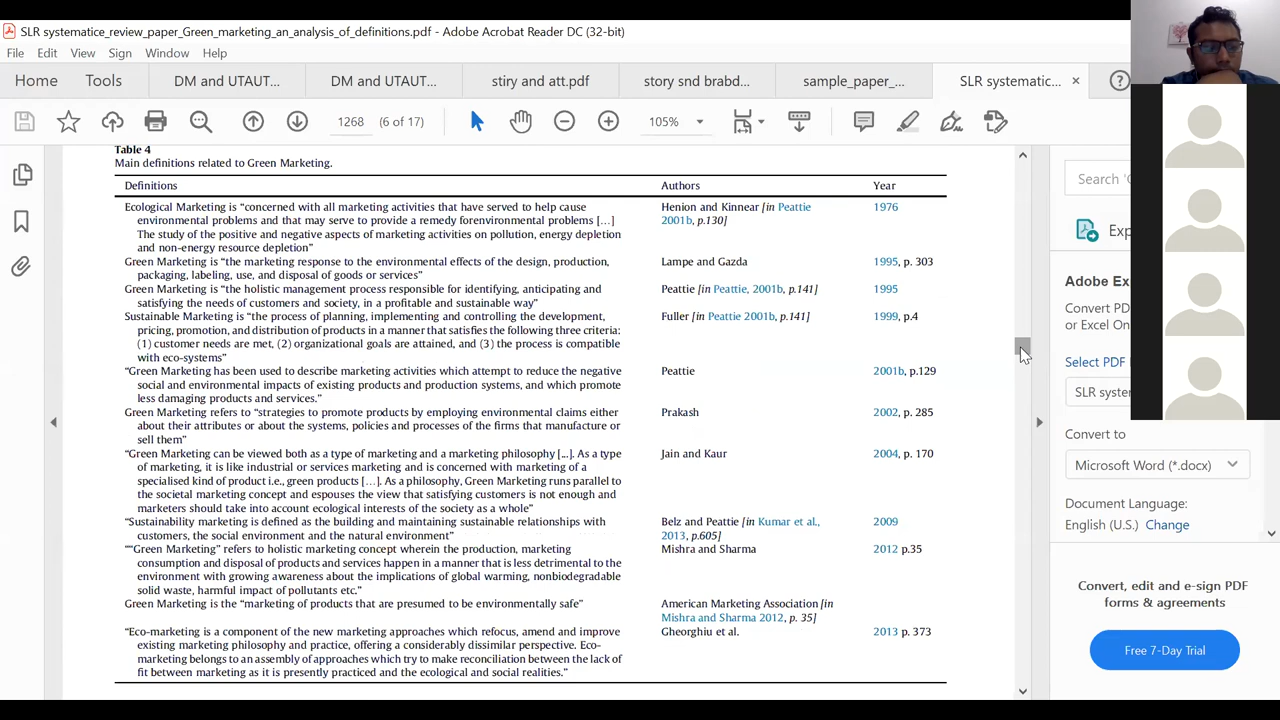 SLR systematice_review_paper_Green_marketing_an_analysis_of_definitions.pdf - Adobe Acrobat Reader DC (32-bit)
File Edit View Sign Window Help
Home Tools DM and UTAUT... DM and UTAUT... stiry and att.pdf story snd brabd... sample_paper_... SLR systematic... ×
1268 (6 of 17) 105%
Table 4
Main definitions related to Green Marketing.
Definitions Authors Year
Ecological Marketing is “concerned with all marketing activities that have served to help cause Henion and Kinnear [in Peattie 1976
environmental problems and that may serve to provide a remedy forenvironmental problems […] 2001b, p.130]
The study of the positive and negative aspects of marketing activities on pollution, energy depletion
and non-energy resource depletion”
Green Marketing is “the marketing response to the environmental effects of the design, production, Lampe and Gazda 1995, p. 303
packaging, labeling, use, and disposal of goods or services”
Green Marketing is “the holistic management process responsible for identifying, anticipating and Peattie [in Peattie, 2001b, p.141] 1995
satisfying the needs of customers and society, in a profitable and sustainable way”
Sustainable Marketing is “the process of planning, implementing and controlling the development, Fuller [in Peattie 2001b, p.141] 1999, p.4
pricing, promotion, and distribution of products in a manner that satisfies the following three criteria:
(1) customer needs are met, (2) organizational goals are attained, and (3) the process is compatible
with eco-systems”
“Green Marketing has been used to describe marketing activities which attempt to reduce the negative Peattie 2001b, p.129
social and environmental impacts of existing products and production systems, and which promote
less damaging products and services.”
Green Marketing refers to “strategies to promote products by employing environmental claims either Prakash 2002, p. 285
about their attributes or about the systems, policies and processes of the firms that manufacture or
sell them”
“Green Marketing can be viewed both as a type of marketing and a marketing philosophy [...]. As a type Jain and Kaur 2004, p. 170
of marketing, it is like industrial or services marketing and is concerned with marketing of a
specialised kind of product i.e., green products […]. As a philosophy, Green Marketing runs parallel to
the societal marketing concept and espouses the view that satisfying customers is not enough and
marketers should take into account ecological interests of the society as a whole”
“Sustainability marketing is defined as the building and maintaining sustainable relationships with Belz and Peattie [in Kumar et al., 2009
customers, the social environment and the natural environment” 2013, p.605]
““Green Marketing” refers to holistic marketing concept wherein the production, marketing Mishra and Sharma 2012 p.35
consumption and disposal of products and services happen in a manner that is less detrimental to the
environment with growing awareness about the implications of global warming, nonbiodegradable
solid waste, harmful impact of pollutants etc.”
Green Marketing is the “marketing of products that are presumed to be environmentally safe” American Marketing Association [in
Mishra and Sharma 2012, p. 35]
“Eco-marketing is a component of the new marketing approaches which refocus, amend and improve Gheorghiu et al. 2013 p. 373
existing marketing philosophy and practice, offering a considerably dissimilar perspective. Eco-
marketing belongs to an assembly of approaches which try to make reconciliation between the lack of
fit between marketing as it is presently practiced and the ecological and social realities.”
Search '
Exp
Adobe Ex
Convert PD
or Excel On
Select PDF
SLR syste
Convert to
Microsoft Word (*.docx)
Document Language:
English (U.S.) Change
Convert, edit and e-sign PDF
forms & agreements
Free 7-Day Trial